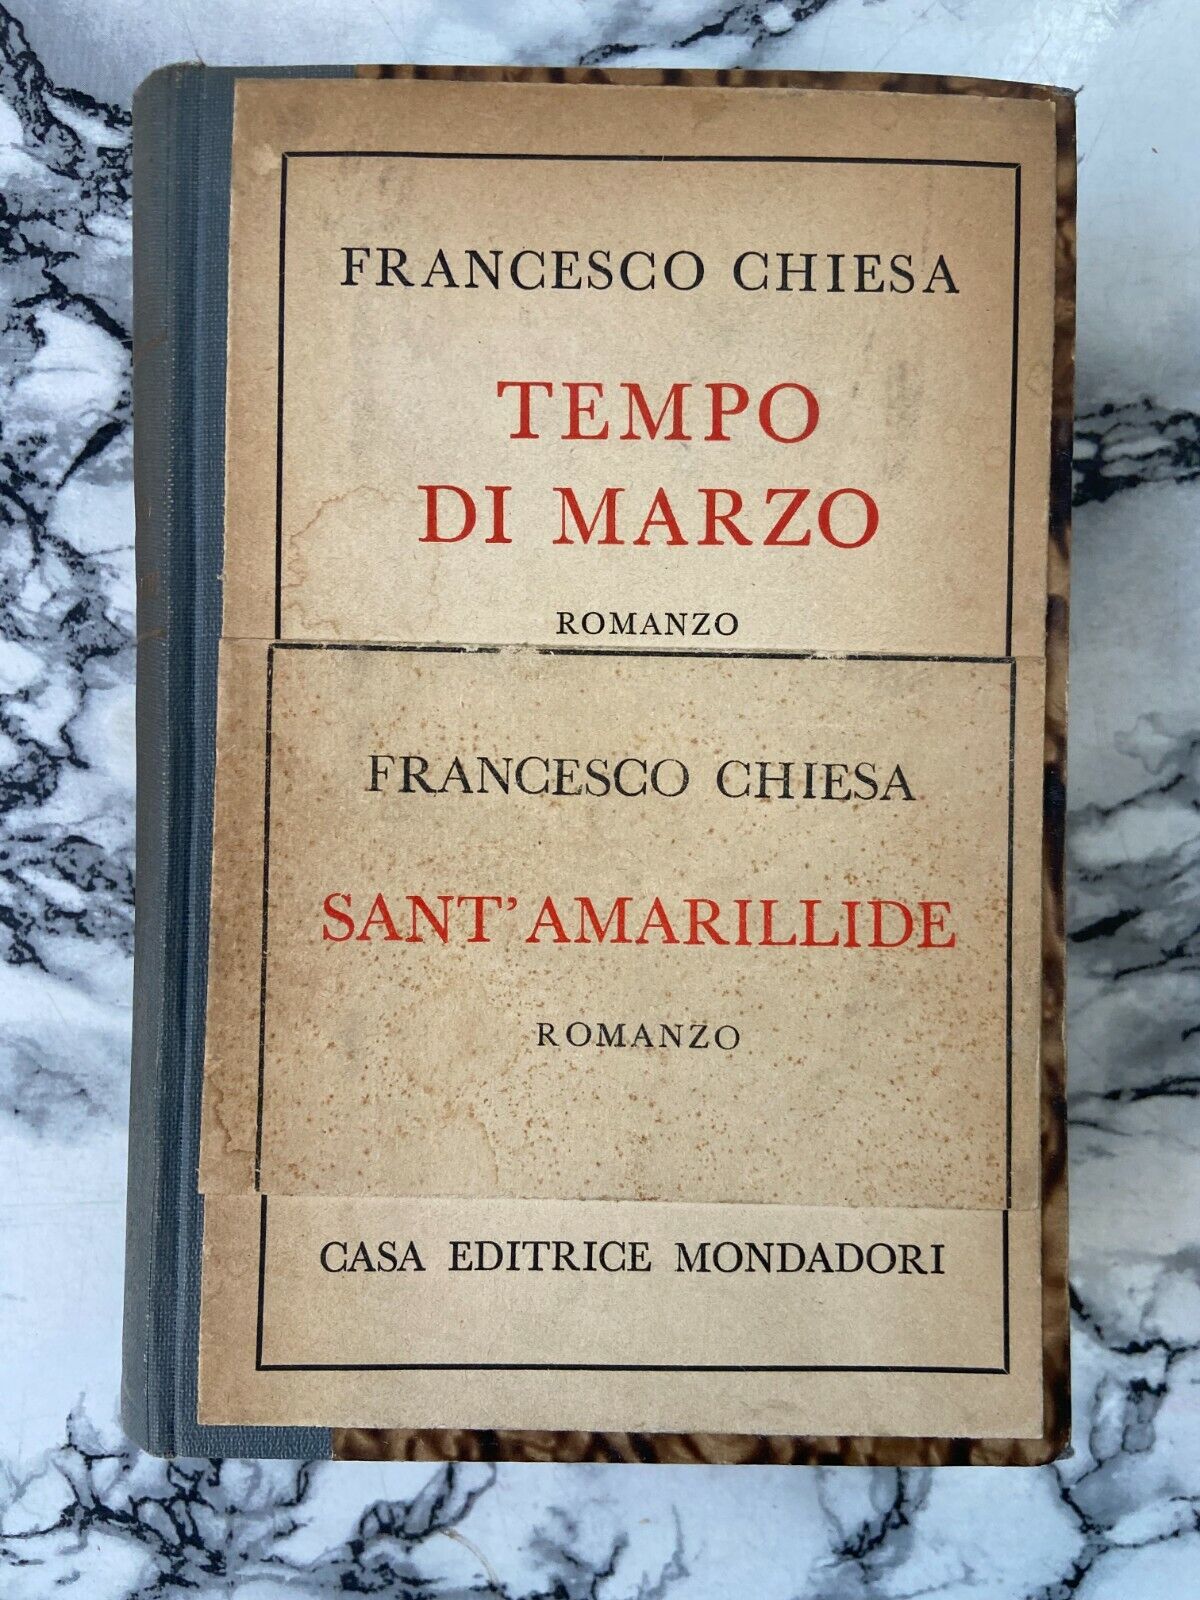 FRANCESCO CHIESA
TEMPO
DI MARZO
ROMANZO
FRANCESCO CHIESA
SANT'AMARILLIDE
ROMANZO
CASA EDITRICE MONDADORI